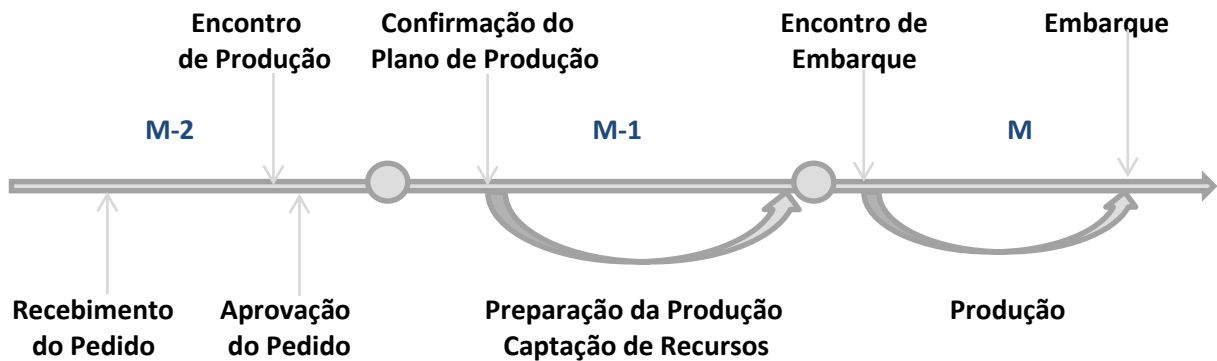 Encontro
de Produção
Confirmação do
Plano de Produção
Encontro de
Embarque
Embarque
M-2
M-1
M
Recebimento
do Pedido
Aprovação
do Pedido
Preparação da Produção
Captação de Recursos
Produção